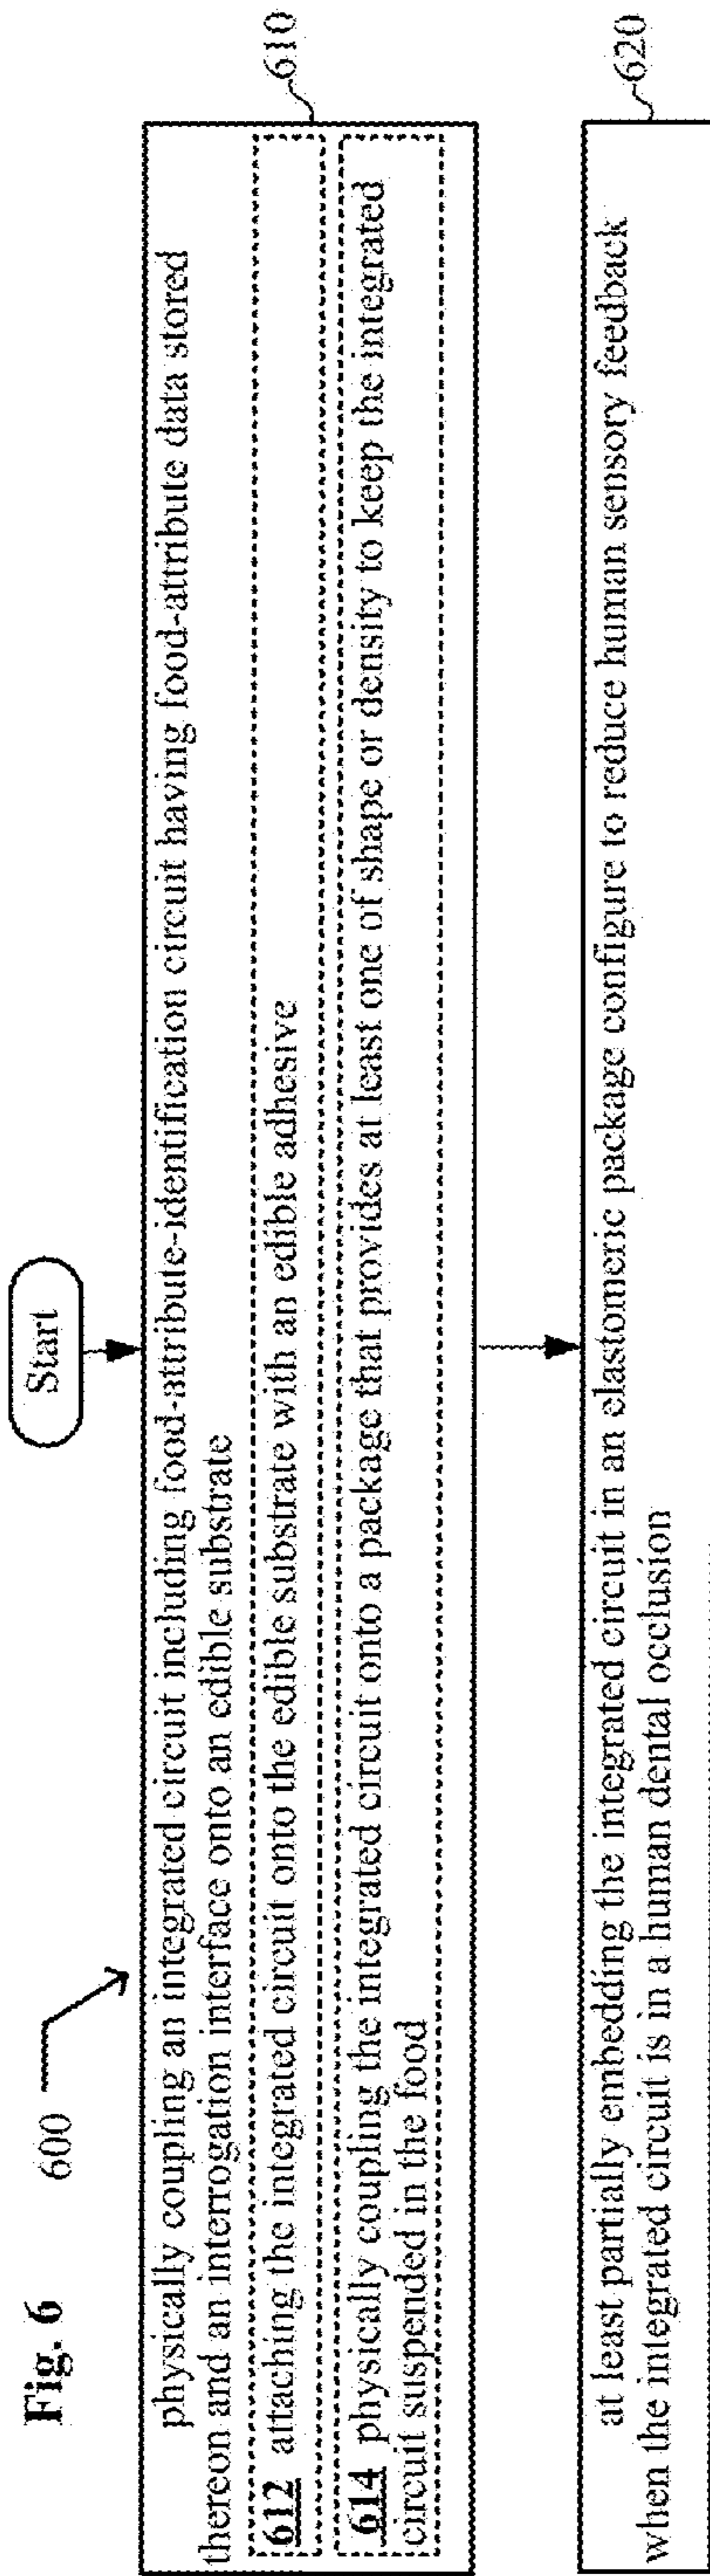 Fig. 6
600
Start
610
physically coupling an integrated circuit including food-attribute-identification circuit having food-attribute data stored
thereon and an interrogation interface onto an edible substrate
612 attaching the integrated circuit onto the edible substrate with an edible adhesive
614 physically coupling the integrated circuit onto a package that provides at least one of shape or density to keep the integrated
circuit suspended in the food
620
at least partially embedding the integrated circuit in an elastomeric package configure to reduce human sensory feedback
when the integrated circuit is in a human dental occlusion